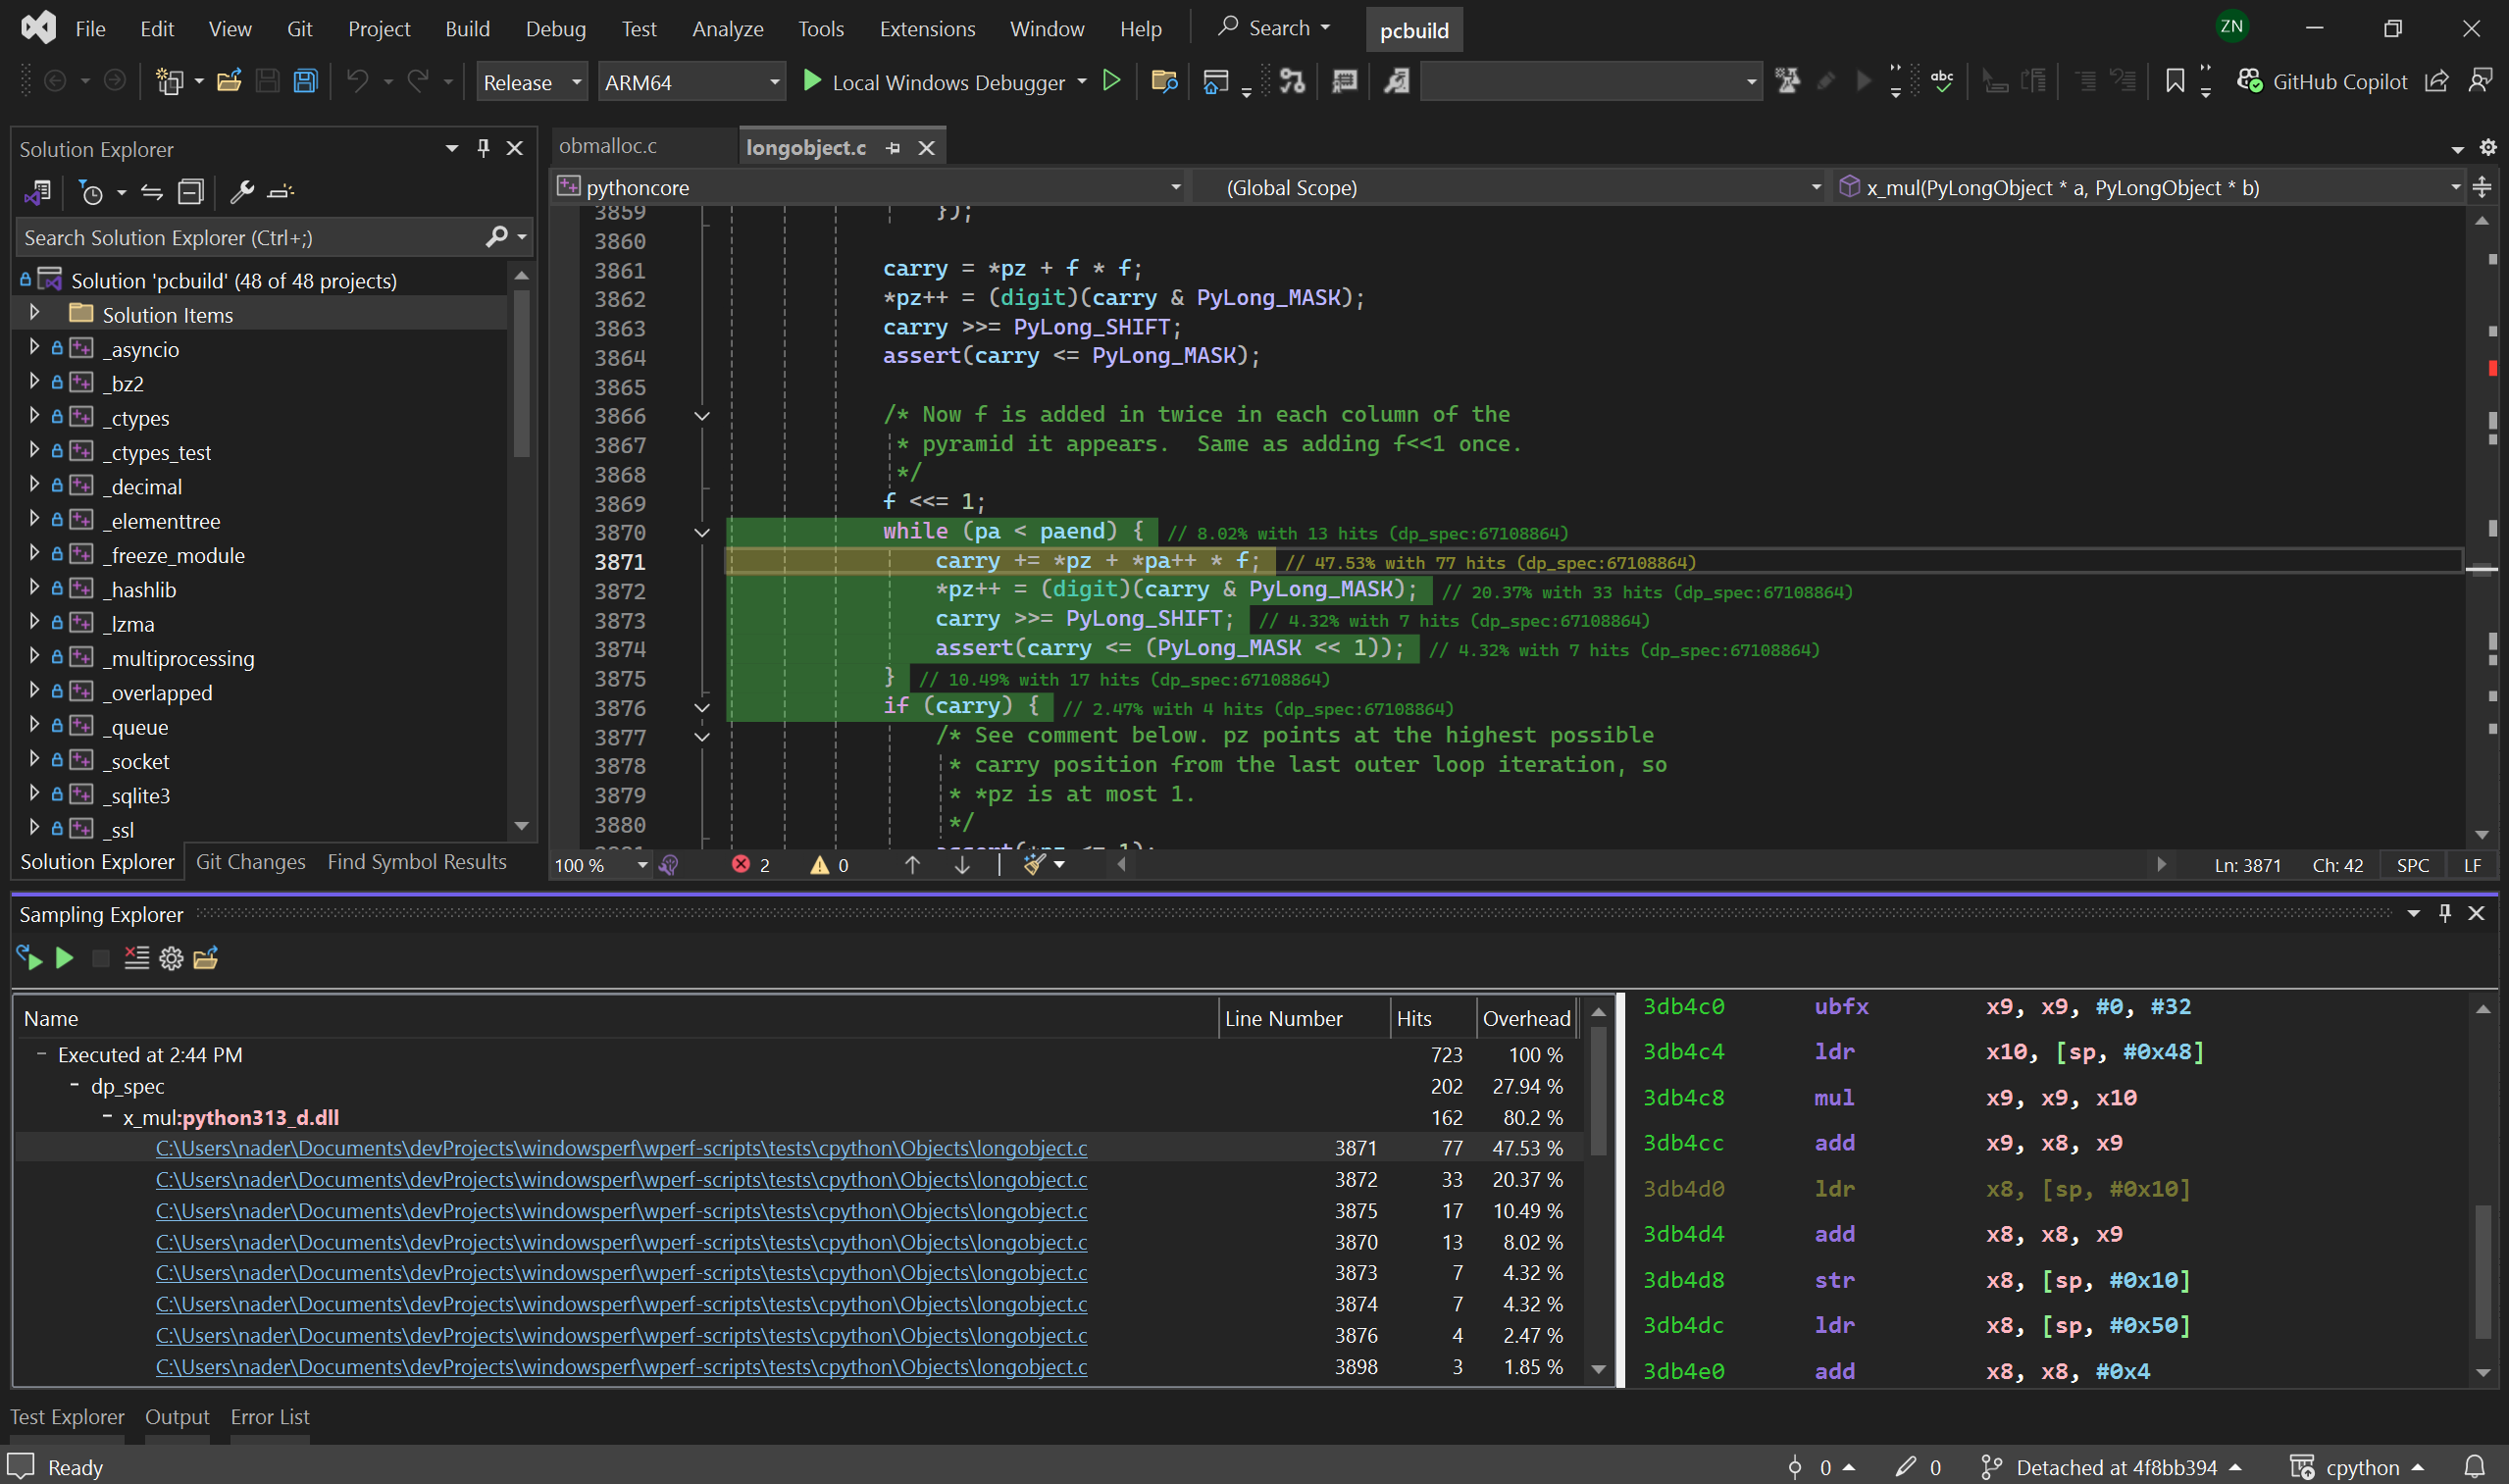 File Edit View Git Project Build Debug Test Analyze Tools Extensions Window Help Search pcbuild ZN
Release ARM64 Local Windows Debugger abc GitHub Copilot
Solution Explorer
Search Solution Explorer (Ctrl+;)
Solution 'pcbuild' (48 of 48 projects)
Solution Items
_asyncio
_bz2
_ctypes
_ctypes_test
_decimal
_elementtree
_freeze_module
_hashlib
_lzma
_multiprocessing
_overlapped
_queue
_socket
_sqlite3
_ssl
Solution Explorer Git Changes Find Symbol Results
obmalloc.c longobject.c
pythoncore (Global Scope) x_mul(PyLongObject * a, PyLongObject * b)
3859 });
3860
3861 carry = *pz + f * f;
3862 *pz++ = (digit)(carry & PyLong_MASK);
3863 carry >>= PyLong_SHIFT;
3864 assert(carry <= PyLong_MASK);
3865
3866 /* Now f is added in twice in each column of the
3867 * pyramid it appears.  Same as adding f<<1 once.
3868 */
3869 f <<= 1;
3870 while (pa < paend) { // 8.02% with 13 hits (dp_spec:67108864)
3871 carry += *pz + *pa++ * f; // 47.53% with 77 hits (dp_spec:67108864)
3872 *pz++ = (digit)(carry & PyLong_MASK); // 20.37% with 33 hits (dp_spec:67108864)
3873 carry >>= PyLong_SHIFT; // 4.32% with 7 hits (dp_spec:67108864)
3874 assert(carry <= (PyLong_MASK << 1)); // 4.32% with 7 hits (dp_spec:67108864)
3875 } // 10.49% with 17 hits (dp_spec:67108864)
3876 if (carry) { // 2.47% with 4 hits (dp_spec:67108864)
3877 /* See comment below. pz points at the highest possible
3878 * carry position from the last outer loop iteration, so
3879 * *pz is at most 1.
3880 */
3881 assert(*pz <= 1);
100 % 2 0 Ln: 3871 Ch: 42 SPC LF
Sampling Explorer
Name Line Number Hits Overhead
Executed at 2:44 PM 723 100 %
dp_spec 202 27.94 %
x_mul:python313_d.dll 162 80.2 %
C:\Users\nader\Documents\devProjects\windowsperf\wperf-scripts\tests\cpython\Objects\longobject.c 3871 77 47.53 %
C:\Users\nader\Documents\devProjects\windowsperf\wperf-scripts\tests\cpython\Objects\longobject.c 3872 33 20.37 %
C:\Users\nader\Documents\devProjects\windowsperf\wperf-scripts\tests\cpython\Objects\longobject.c 3875 17 10.49 %
C:\Users\nader\Documents\devProjects\windowsperf\wperf-scripts\tests\cpython\Objects\longobject.c 3870 13 8.02 %
C:\Users\nader\Documents\devProjects\windowsperf\wperf-scripts\tests\cpython\Objects\longobject.c 3873 7 4.32 %
C:\Users\nader\Documents\devProjects\windowsperf\wperf-scripts\tests\cpython\Objects\longobject.c 3874 7 4.32 %
C:\Users\nader\Documents\devProjects\windowsperf\wperf-scripts\tests\cpython\Objects\longobject.c 3876 4 2.47 %
C:\Users\nader\Documents\devProjects\windowsperf\wperf-scripts\tests\cpython\Objects\longobject.c 3898 3 1.85 %
3db4c0 ubfx x9, x9, #0, #32
3db4c4 ldr x10, [sp, #0x48]
3db4c8 mul x9, x9, x10
3db4cc add x9, x8, x9
3db4d0 ldr x8, [sp, #0x10]
3db4d4 add x8, x8, x9
3db4d8 str x8, [sp, #0x10]
3db4dc ldr x8, [sp, #0x50]
3db4e0 add x8, x8, #0x4
Test Explorer Output Error List
Ready 0 0 Detached at 4f8bb394 cpython